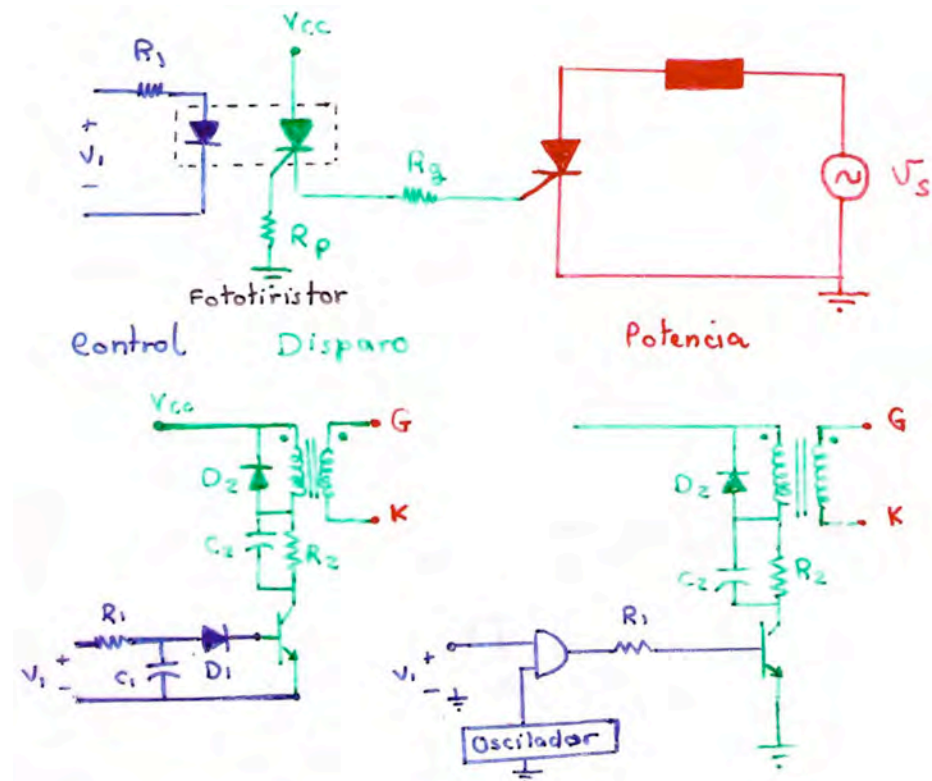 Vcc
R1
+
V1
-
Rg
Rp
Vs
Fototiristor
Control Disparo Potencia
Vcc
G
D2
K
C2
R2
R1
V1
+
-
C1
D1
G
D2
K
C2
R2
R1
V1
+
-
Oscilador